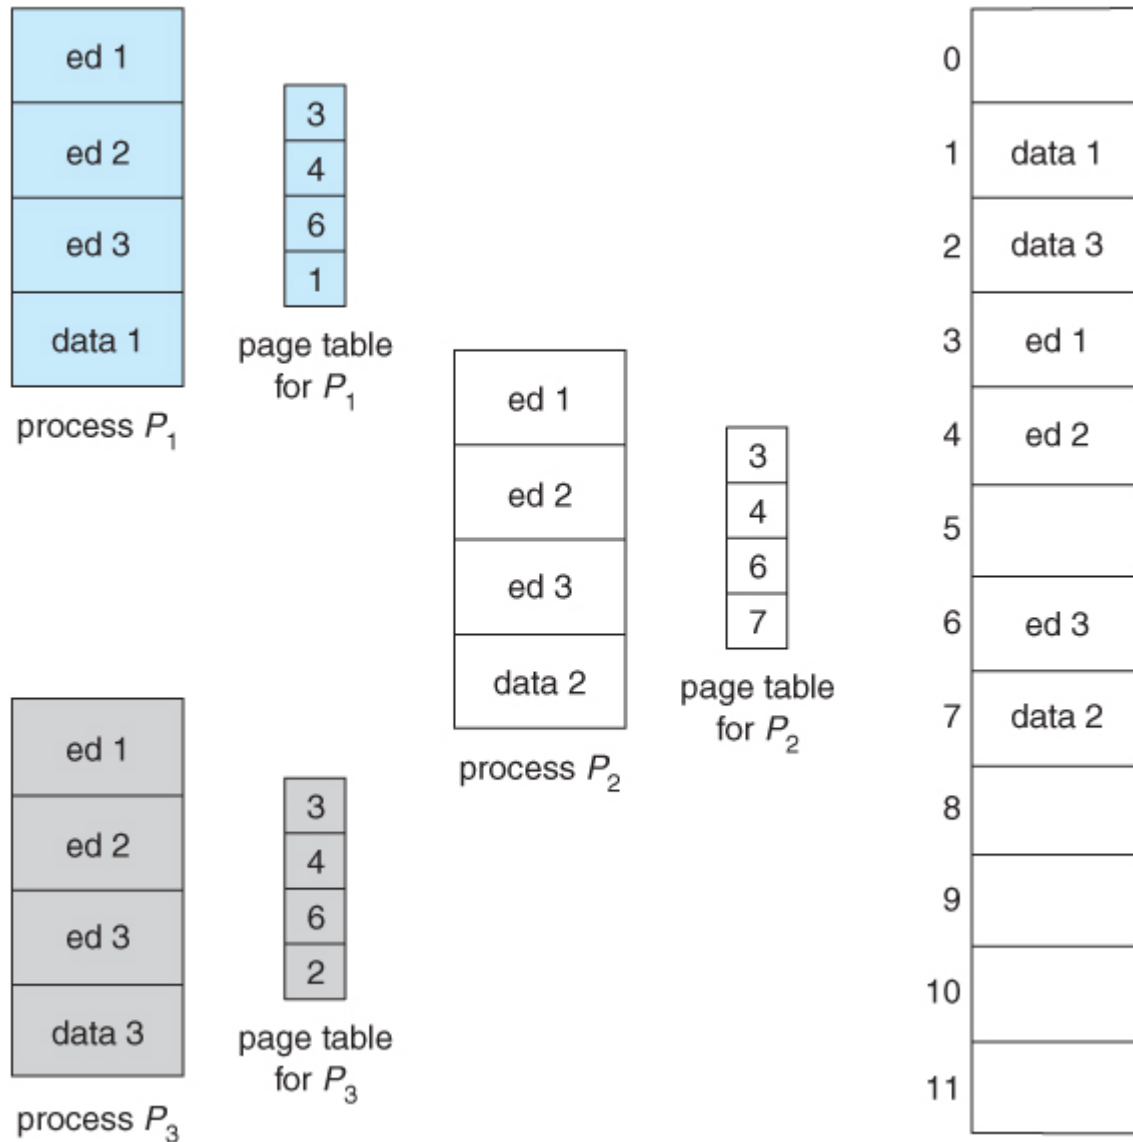 ed 1
ed 2
ed 3
data 1
process P1
3
4
6
1
page table
for P1
ed 1
ed 2
ed 3
data 2
process P2
3
4
6
7
page table
for P2
ed 1
ed 2
ed 3
data 3
process P3
3
4
6
2
page table
for P3
0
1 data 1
2 data 3
3 ed 1
4 ed 2
5
6 ed 3
7 data 2
8
9
10
11